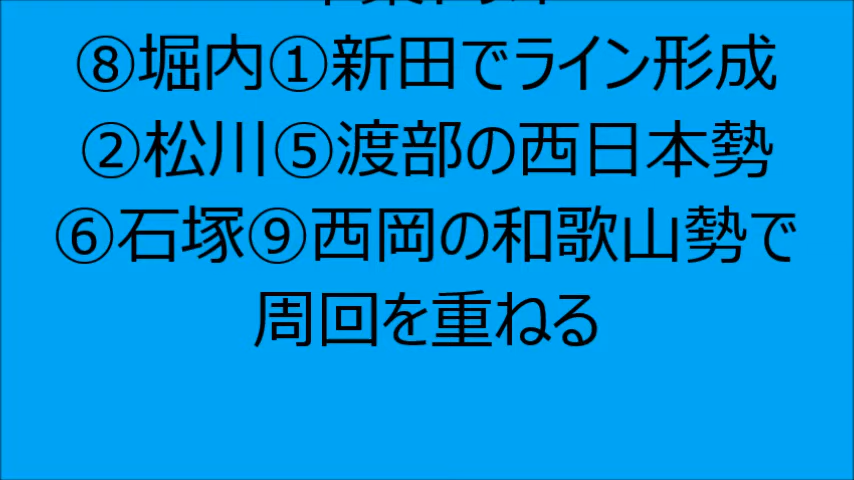 ⑧堀内①新田でライン形成
②松川⑤渡部の西日本勢
⑥石塚⑨西岡の和歌山勢で
周回を重ねる